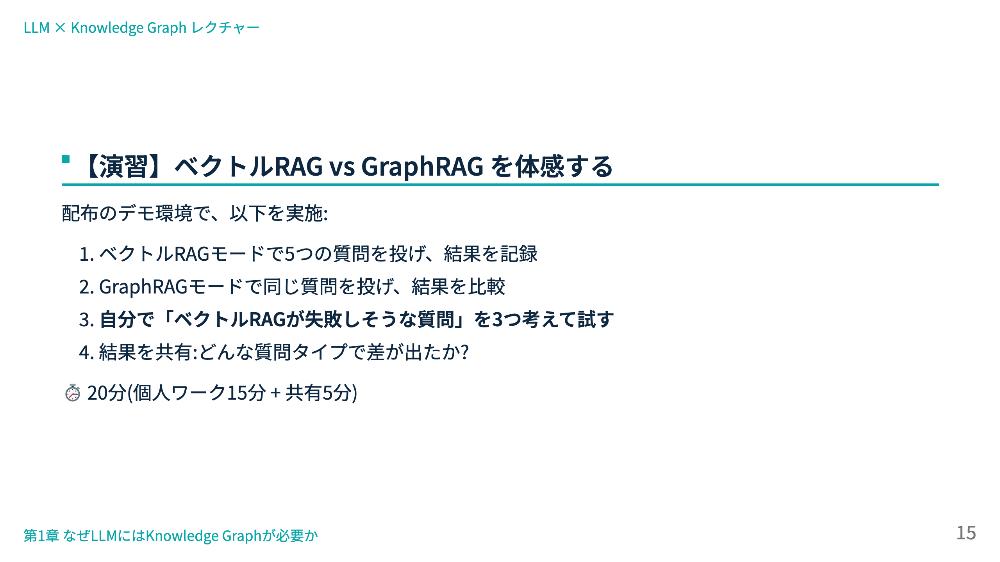 LLM × Knowledge Graph レクチャー
【演習】ベクトルRAG vs GraphRAG を体感する
配布のデモ環境で、以下を実施:
1. ベクトルRAGモードで5つの質問を投げ、結果を記録
2. GraphRAGモードで同じ質問を投げ、結果を比較
3. 自分で「ベクトルRAGが失敗しそうな質問」を3つ考えて試す
4. 結果を共有:どんな質問タイプで差が出たか?
⏱ 20分(個人ワーク15分 + 共有5分)
第1章 なぜLLMにはKnowledge Graphが必要か
15